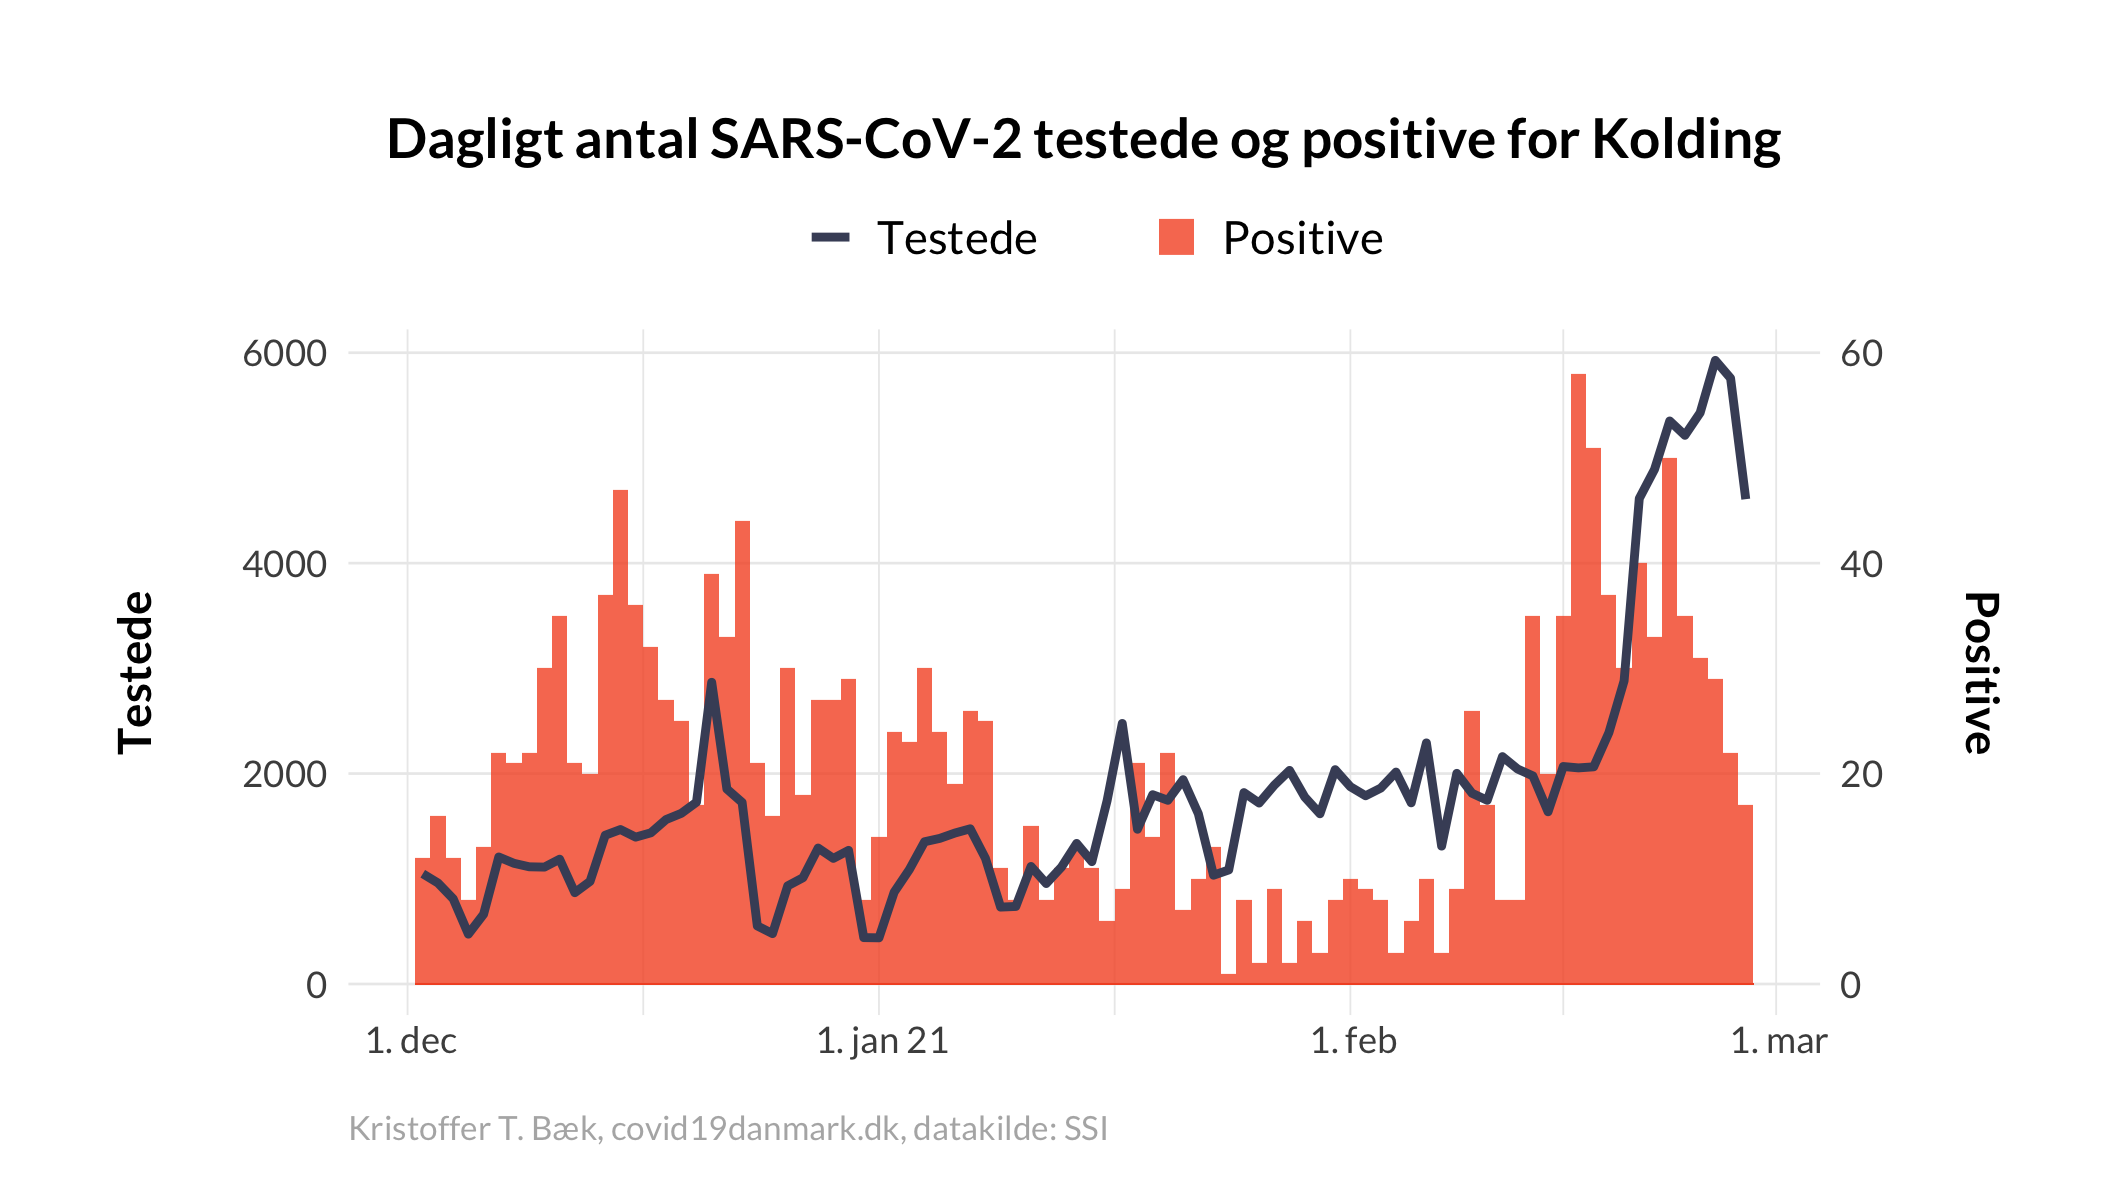 Dagligt antal SARS-CoV-2 testede og positive for Kolding
Testede
Positive
6000
4000
2000
0
Testede
60
40
20
0
Positive
1. dec
1. jan 21
1. feb
1. mar
Kristoffer T. Bæk, covid19danmark.dk, datakilde: SSI